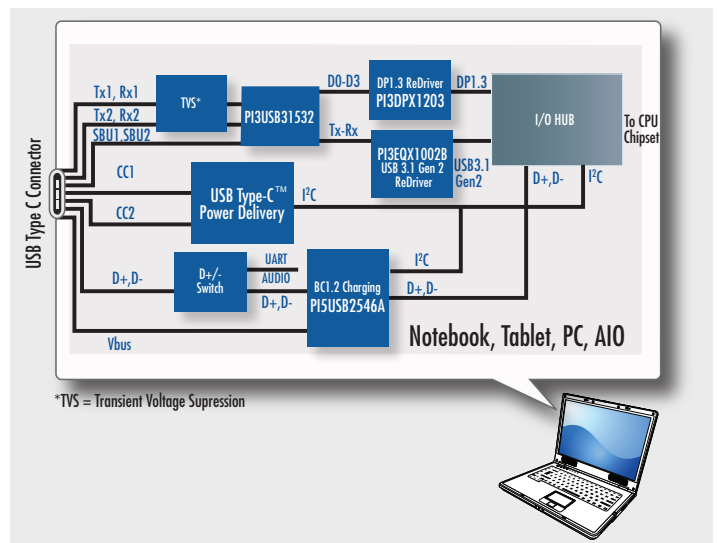 USB Type C Connector
Tx1, Rx1
Tx2, Rx2
SBU1,SBU2
TVS*
PI3USB31532
D0-D3
DP1.3 ReDriver
PI3DPX1203
DP1.3
Tx-Rx
PI3EQX1002B
USB 3.1 Gen 2
ReDriver
USB3.1
Gen2
I/O HUB
To CPU
Chipset
CC1
CC2
USB Type-C™
Power Delivery
I²C
D+,D-
I²C
D+,D-
D+/-
Switch
UART
AUDIO
D+,D-
BC1.2 Charging
PI5USB2546A
I²C
D+,D-
Vbus
Notebook, Tablet, PC, AIO
*TVS = Transient Voltage Supression